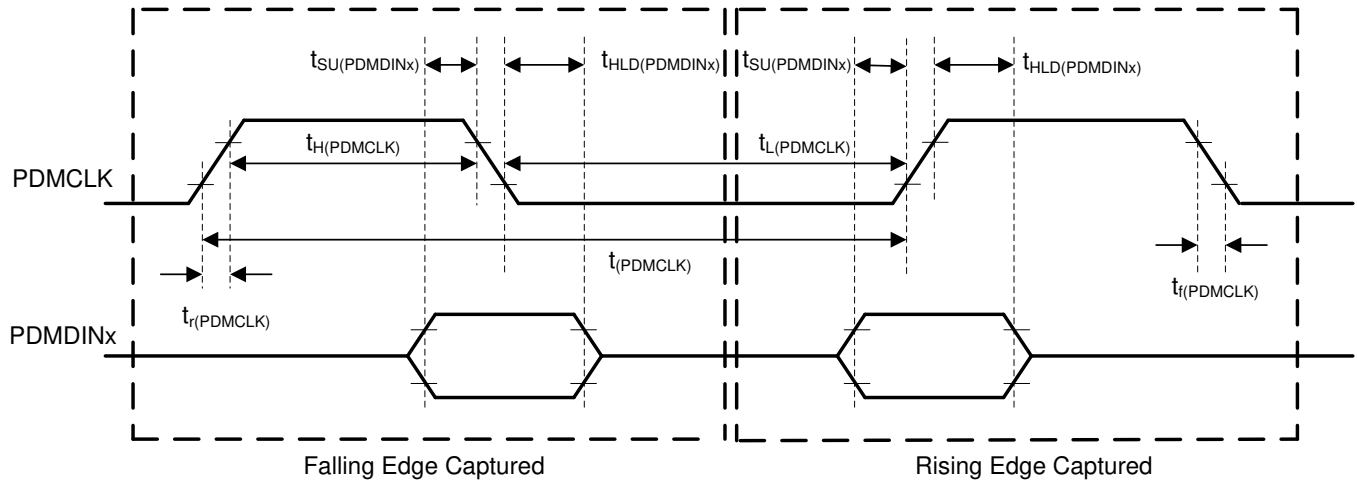 tSU(PDMDINx)
tHLD(PDMDINx)
tSU(PDMDINx)
tHLD(PDMDINx)
tH(PDMCLK)
tL(PDMCLK)
PDMCLK
t(PDMCLK)
tr(PDMCLK)
tf(PDMCLK)
PDMDINx
Falling Edge Captured
Rising Edge Captured